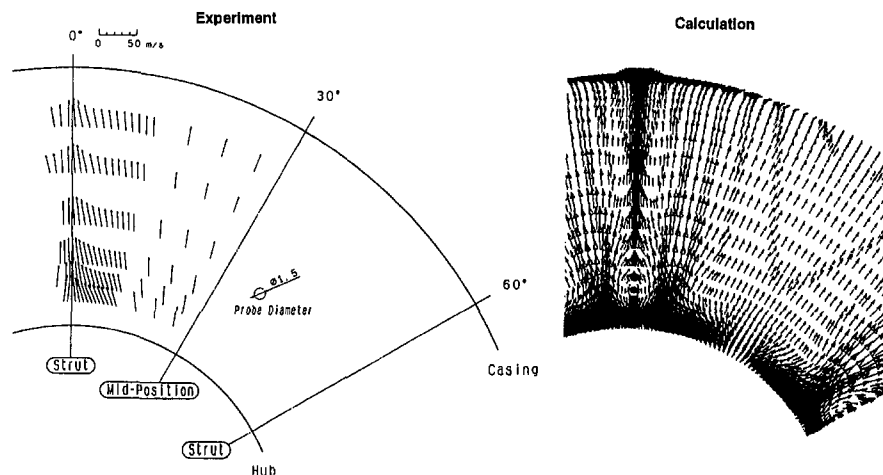 Experiment
0°
0 50 m/s
30°
ø1.5
Probe Diameter
60°
Strut
Mid-Position
Casing
Strut
Hub
Calculation